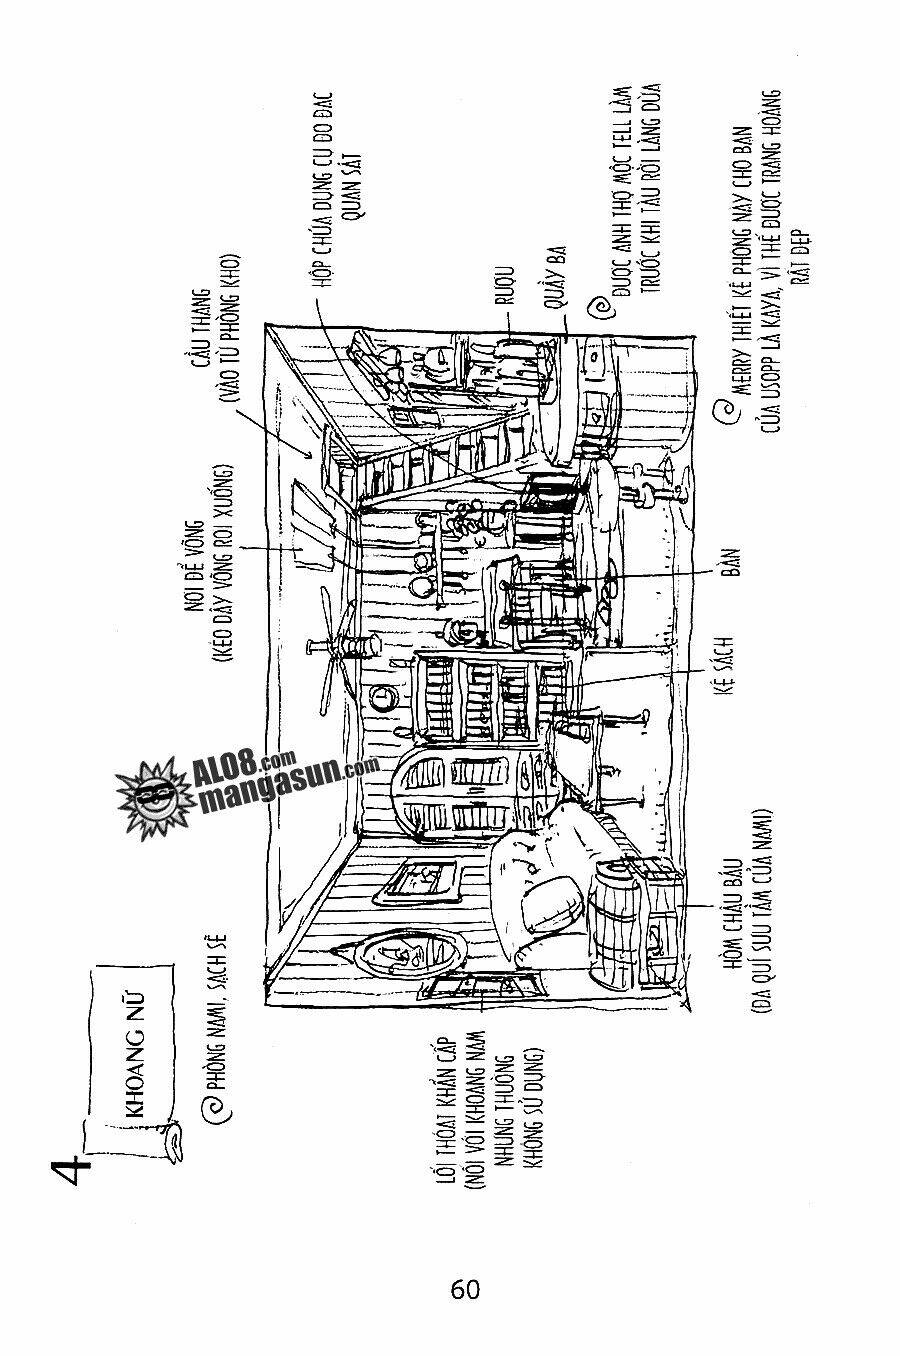 4
KHOANG NỮ
PHÒNG NAMI, SẠCH SẼ
NƠI ĐỂ VÕNG
(KÉO DÂY VÕNG RƠI XUỐNG)
CẦU THANG
(VÀO TỪ PHÒNG KHO)
HỘP CHỨA DỤNG CỤ ĐO ĐẠC
QUAN SÁT
RƯỢU
QUẦY BA
ĐƯỢC ANH THỢ MỘC TELL LÀM
TRƯỚC KHI TÀU RỜI LÀNG DỪA
MERRY THIẾT KẾ PHÒNG NÀY CHO BẠN
CỦA USOPP LÀ KAYA, VÌ THẾ ĐƯỢC TRANG HOÀNG
RẤT ĐẸP
LỐI THOÁT KHẨN CẤP
(NỐI VỚI KHOANG NAM
NHƯNG THƯỜNG
KHÔNG SỬ DỤNG)
HÒM CHÂU BÁU
(ĐÁ QUÍ SƯU TẦM CỦA NAMI)
KỆ SÁCH
BÀN
ALO8.com
mangasun.com
60